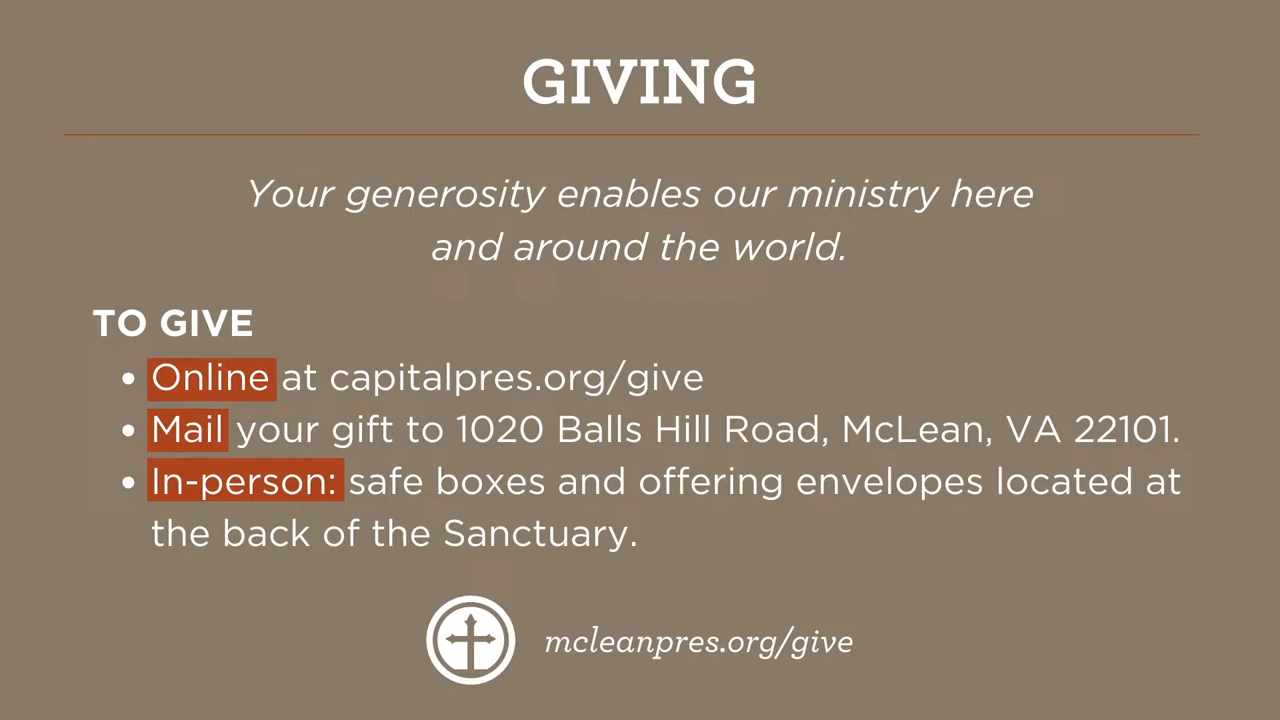 GIVING
Your generosity enables our ministry here
and around the world.
TO GIVE
• Online at capitalpres.org/give
• Mail your gift to 1020 Balls Hill Road, McLean, VA 22101.
• In-person: safe boxes and offering envelopes located at
the back of the Sanctuary.
mcleanpres.org/give